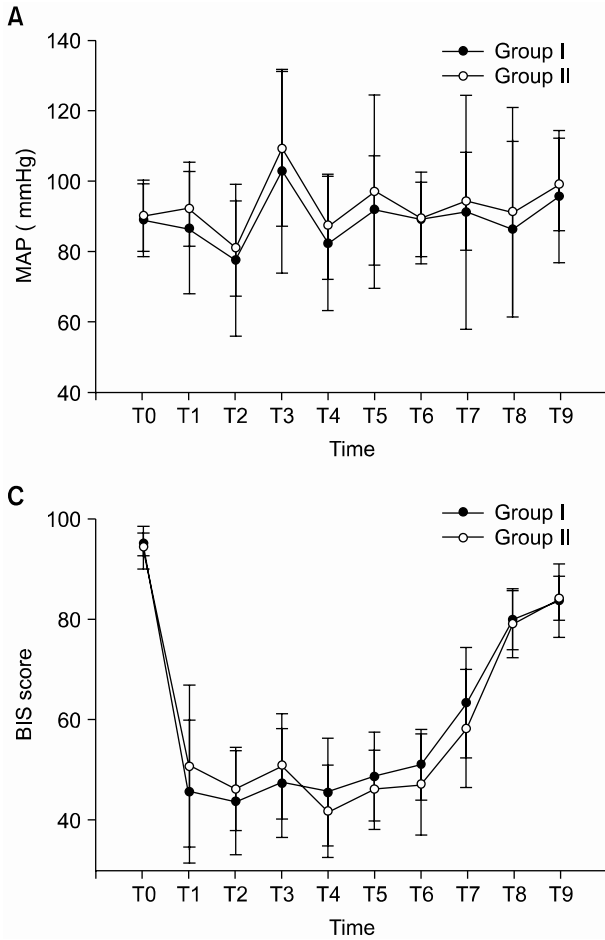 A
140
120
100
80
60
40
MAP ( mmHg)
Group I
Group II
T0 T1 T2 T3 T4 T5 T6 T7 T8 T9
Time
C
100
80
60
40
BIS score
Group I
Group II
T0 T1 T2 T3 T4 T5 T6 T7 T8 T9
Time